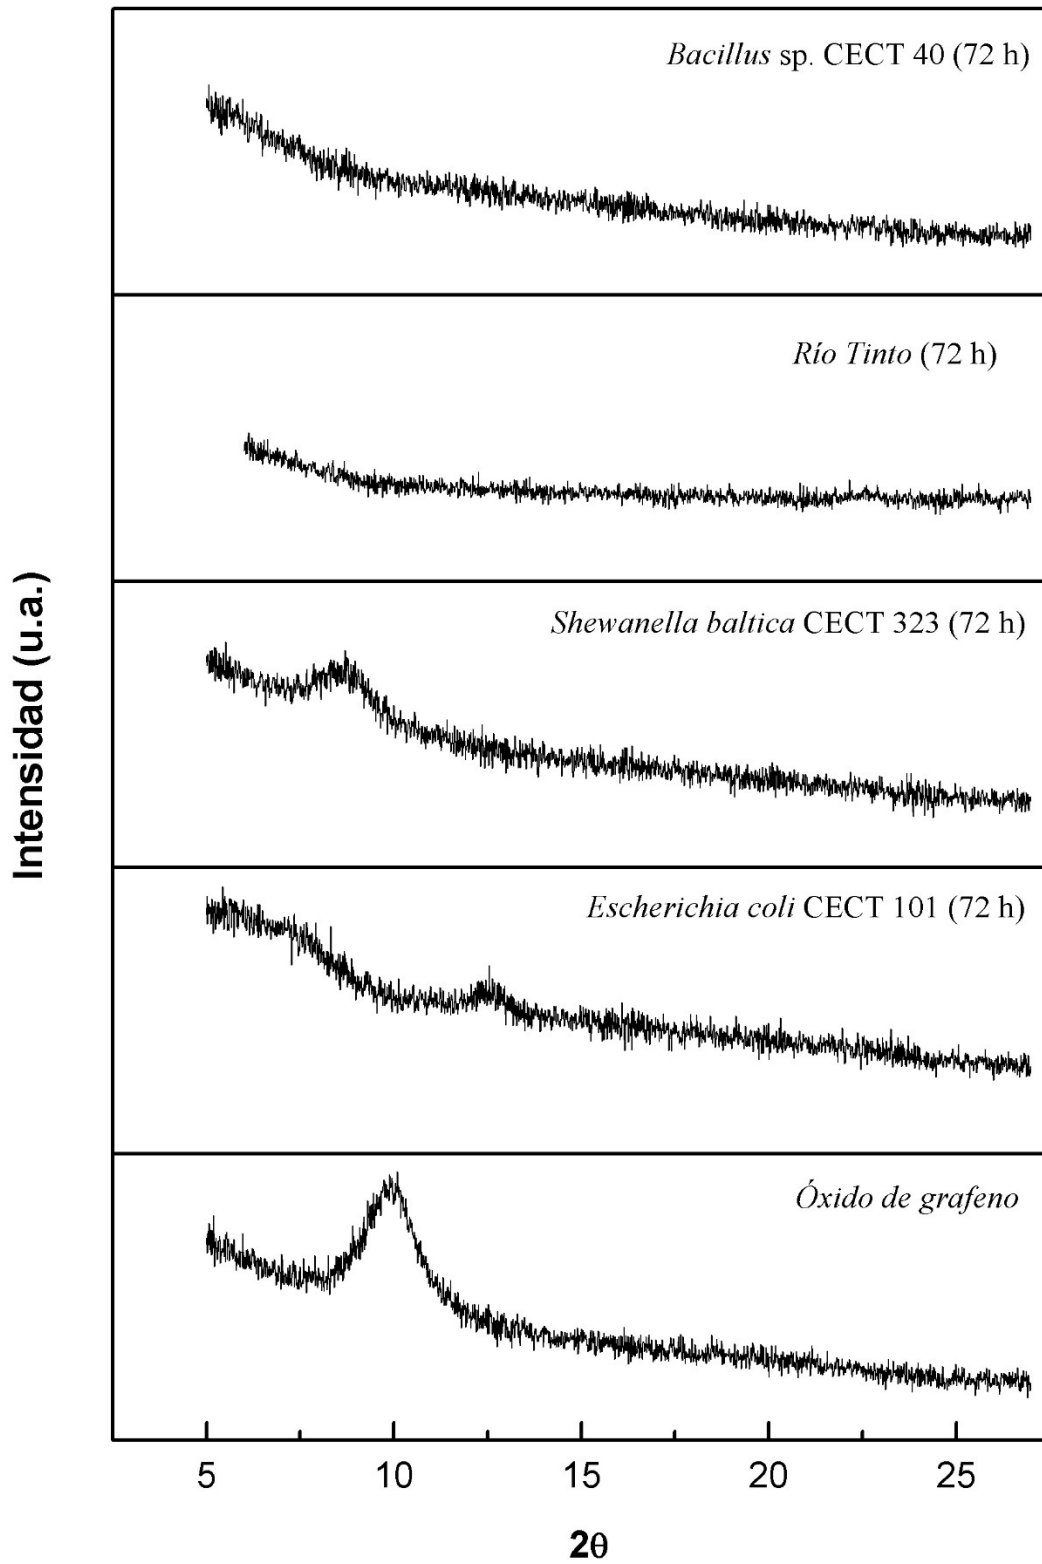 Bacillus sp. CECT 40 (72 h)
Río Tinto (72 h)
Shewanella baltica CECT 323 (72 h)
Escherichia coli CECT 101 (72 h)
Óxido de grafeno
Intensidad (u.a.)
5 10 15 20 25
2θ